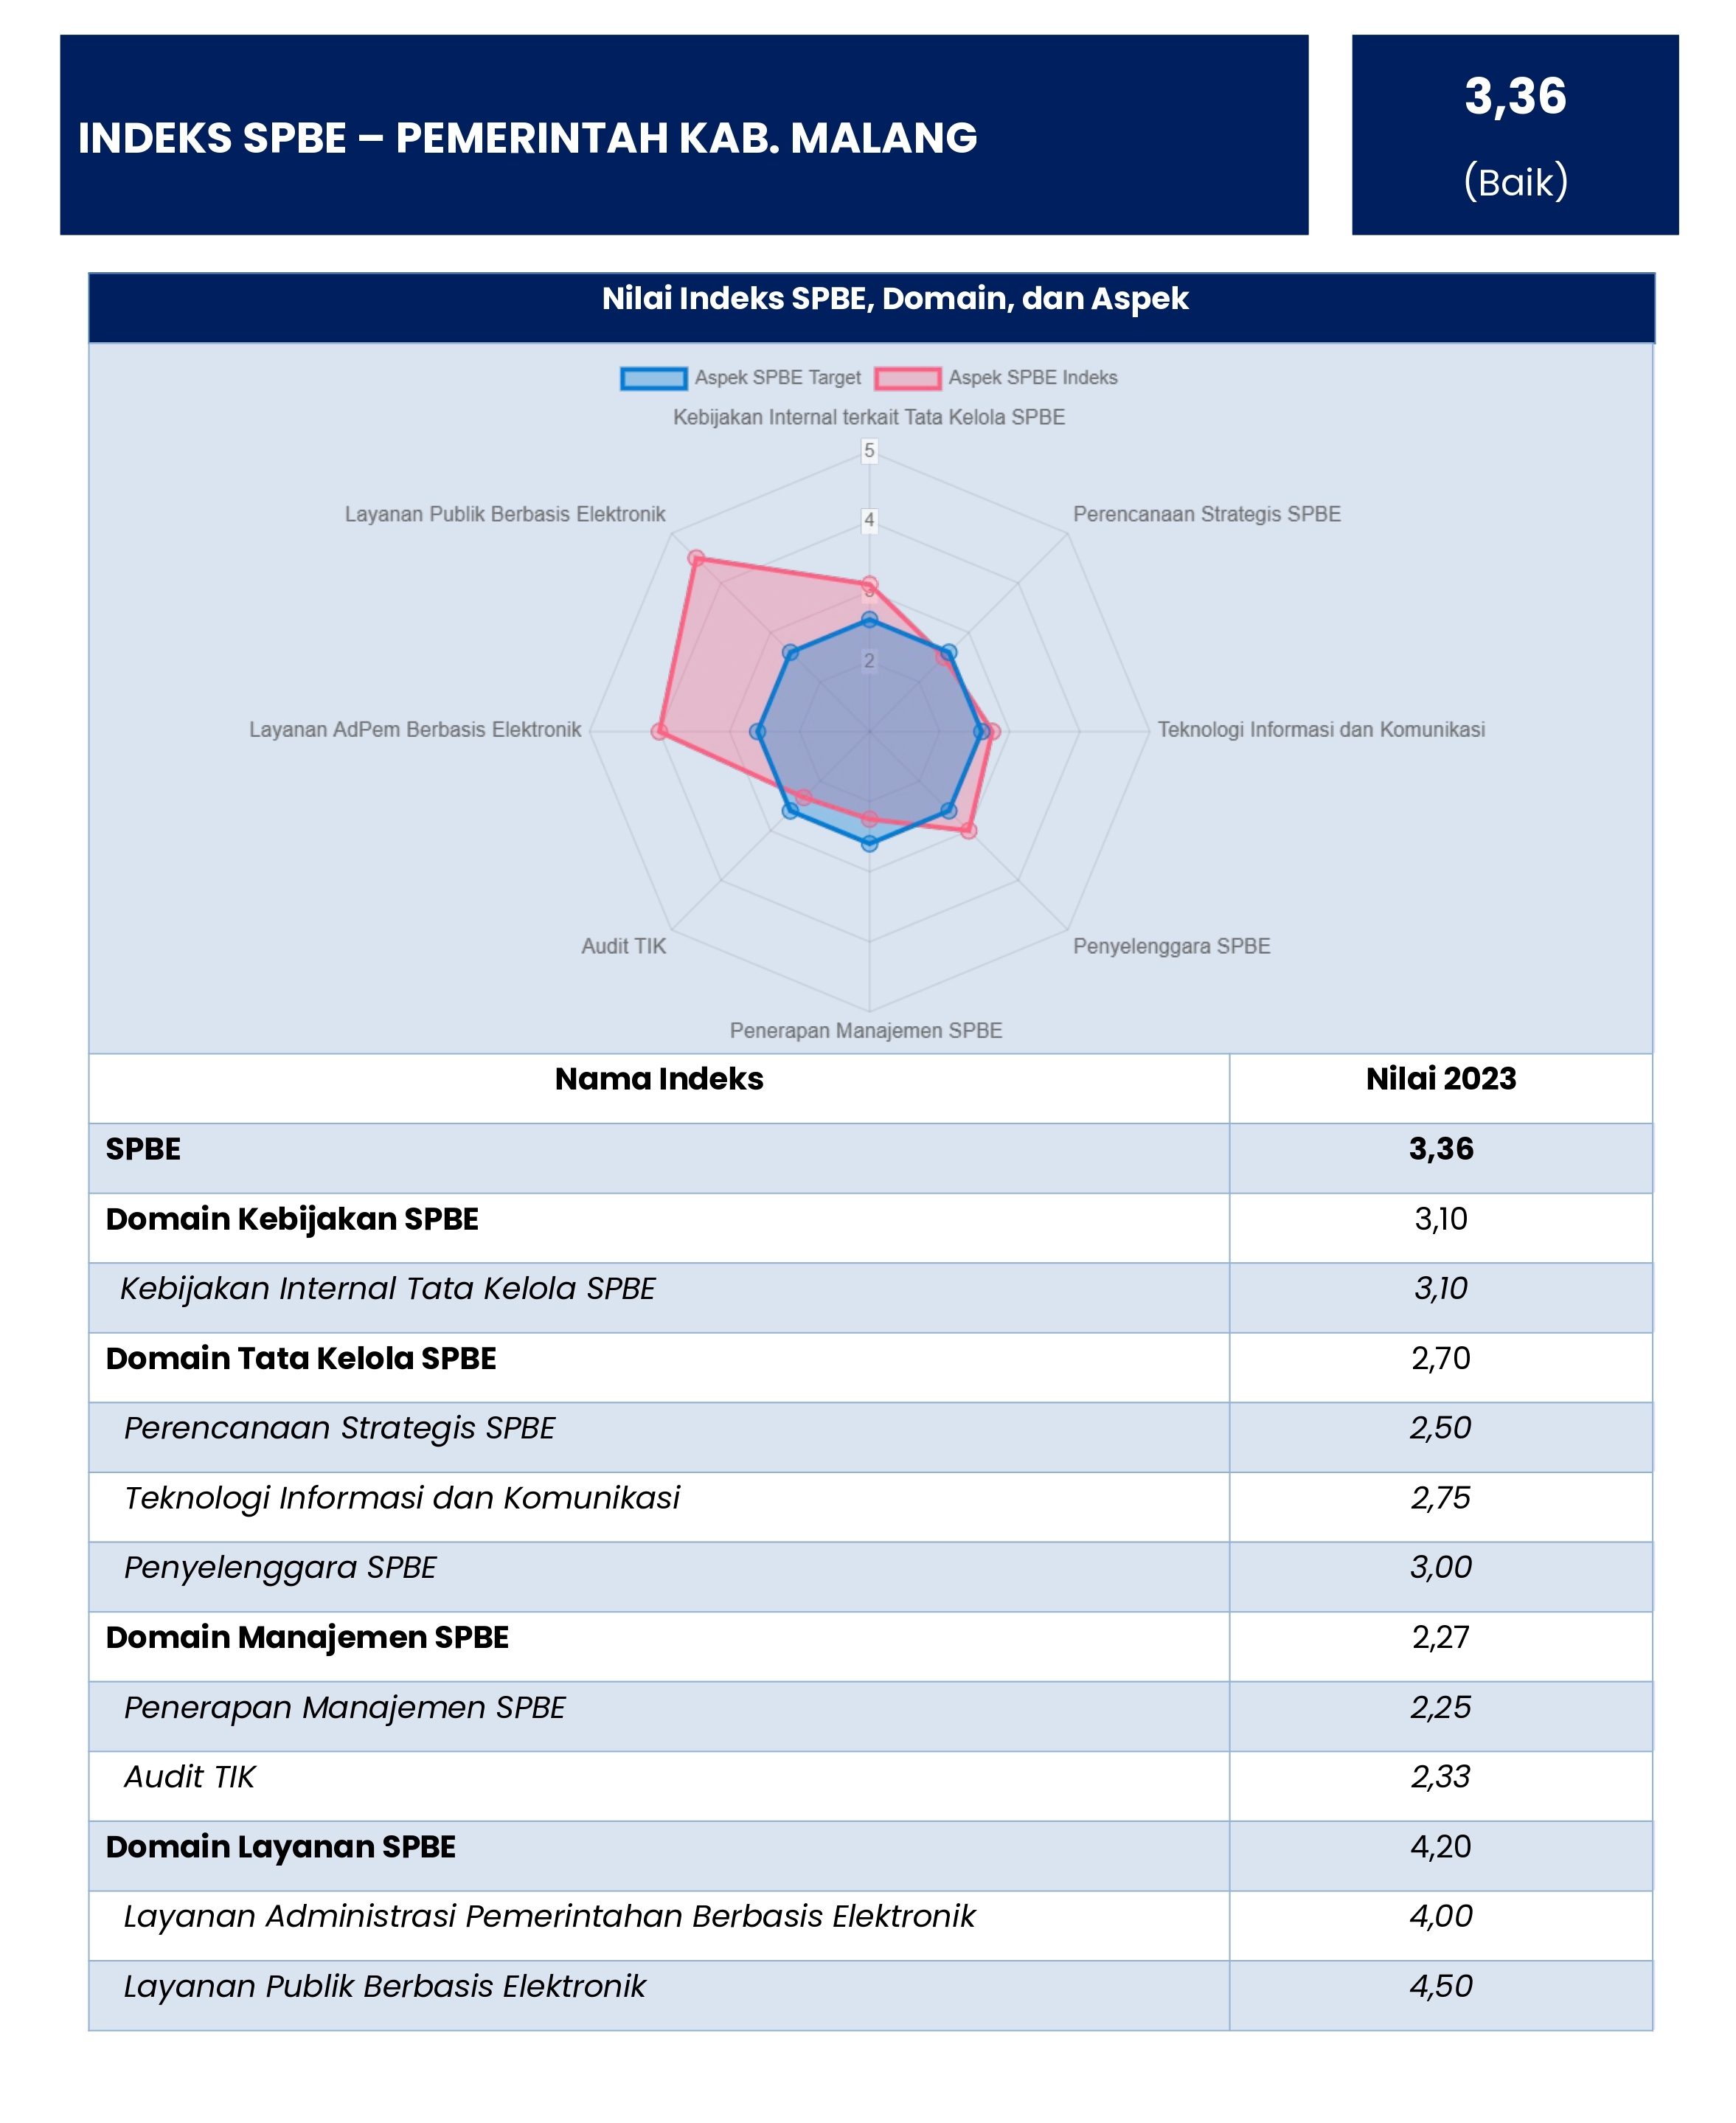 INDEKS SPBE – PEMERINTAH KAB. MALANG
3,36
(Baik)
Nilai Indeks SPBE, Domain, dan Aspek
Aspek SPBE Target
Aspek SPBE Indeks
Kebijakan Internal terkait Tata Kelola SPBE
5
Layanan Publik Berbasis Elektronik
Perencanaan Strategis SPBE
4
3
2
Layanan AdPem Berbasis Elektronik
Teknologi Informasi dan Komunikasi
Audit TIK
Penyelenggara SPBE
Penerapan Manajemen SPBE
Nama Indeks Nilai 2023
SPBE 3,36
Domain Kebijakan SPBE 3,10
Kebijakan Internal Tata Kelola SPBE 3,10
Domain Tata Kelola SPBE 2,70
Perencanaan Strategis SPBE 2,50
Teknologi Informasi dan Komunikasi 2,75
Penyelenggara SPBE 3,00
Domain Manajemen SPBE 2,27
Penerapan Manajemen SPBE 2,25
Audit TIK 2,33
Domain Layanan SPBE 4,20
Layanan Administrasi Pemerintahan Berbasis Elektronik 4,00
Layanan Publik Berbasis Elektronik 4,50